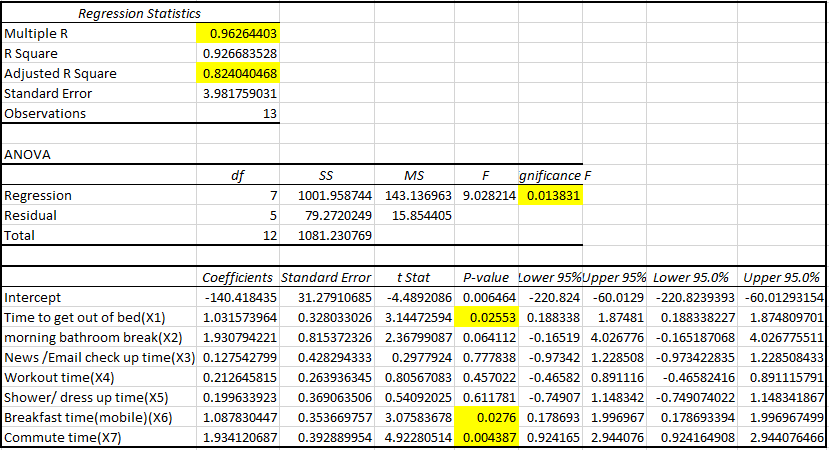 Regression Statistics
Multiple R 0.96264403
R Square 0.926683528
Adjusted R Square 0.824040468
Standard Error 3.981759031
Observations 13
ANOVA
df SS MS F gnificance F
Regression 7 1001.958744 143.136963 9.028214 0.013831
Residual 5 79.2720249 15.854405
Total 12 1081.230769
Coefficients Standard Error t Stat P-value Lower 95% Upper 95% Lower 95.0% Upper 95.0%
Intercept -140.418435 31.27910685 -4.4892086 0.006464 -220.824 -60.0129 -220.8239393 -60.01293154
Time to get out of bed(X1) 1.031573964 0.328033026 3.14472594 0.02553 0.188338 1.87481 0.188338227 1.874809701
morning bathroom break(X2) 1.930794221 0.815372326 2.36799087 0.064112 -0.16519 4.026776 -0.165187068 4.026775511
News /Email check up time(X3) 0.127542799 0.428294333 0.2977924 0.777838 -0.97342 1.228508 -0.973422835 1.228508433
Workout time(X4) 0.212645815 0.263936345 0.80567083 0.457022 -0.46582 0.891116 -0.46582416 0.891115791
Shower/ dress up time(X5) 0.199633923 0.369063506 0.54092025 0.611781 -0.74907 1.148342 -0.749074022 1.148341867
Breakfast time(mobile)(X6) 1.087830447 0.353669757 3.07583678 0.0276 0.178693 1.996967 0.178693394 1.996967499
Commute time(X7) 1.934120687 0.392889954 4.92280514 0.004387 0.924165 2.944076 0.924164908 2.944076466